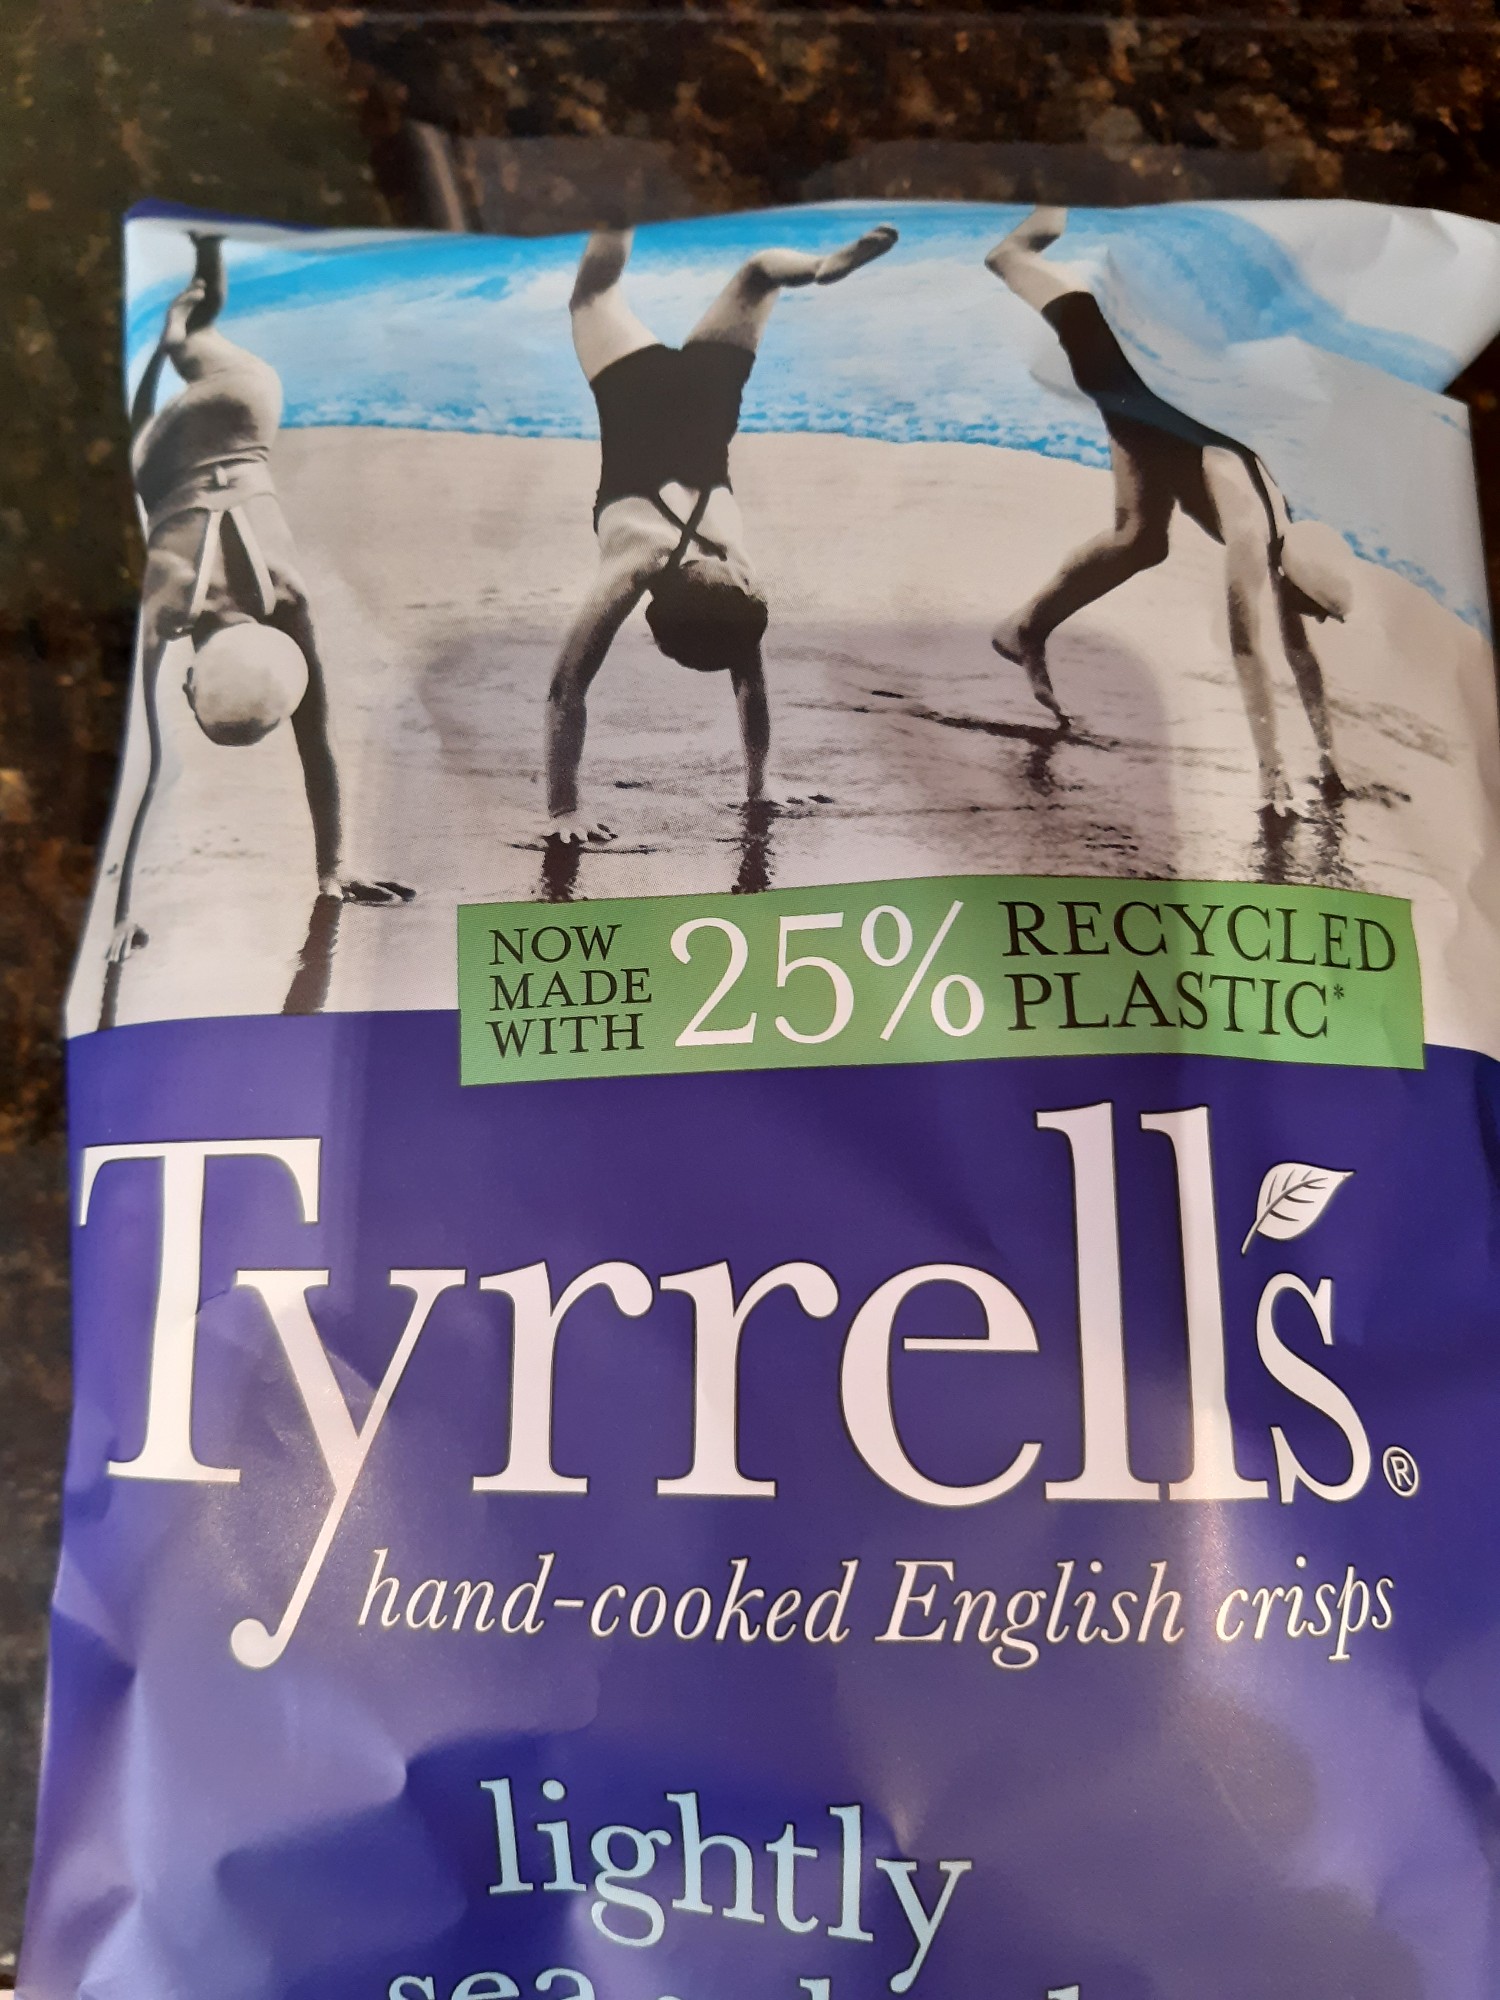 NOW
MADE
WITH
25%
RECYCLED
PLASTIC*
Tyrrell's®
hand-cooked English crisps
lightly